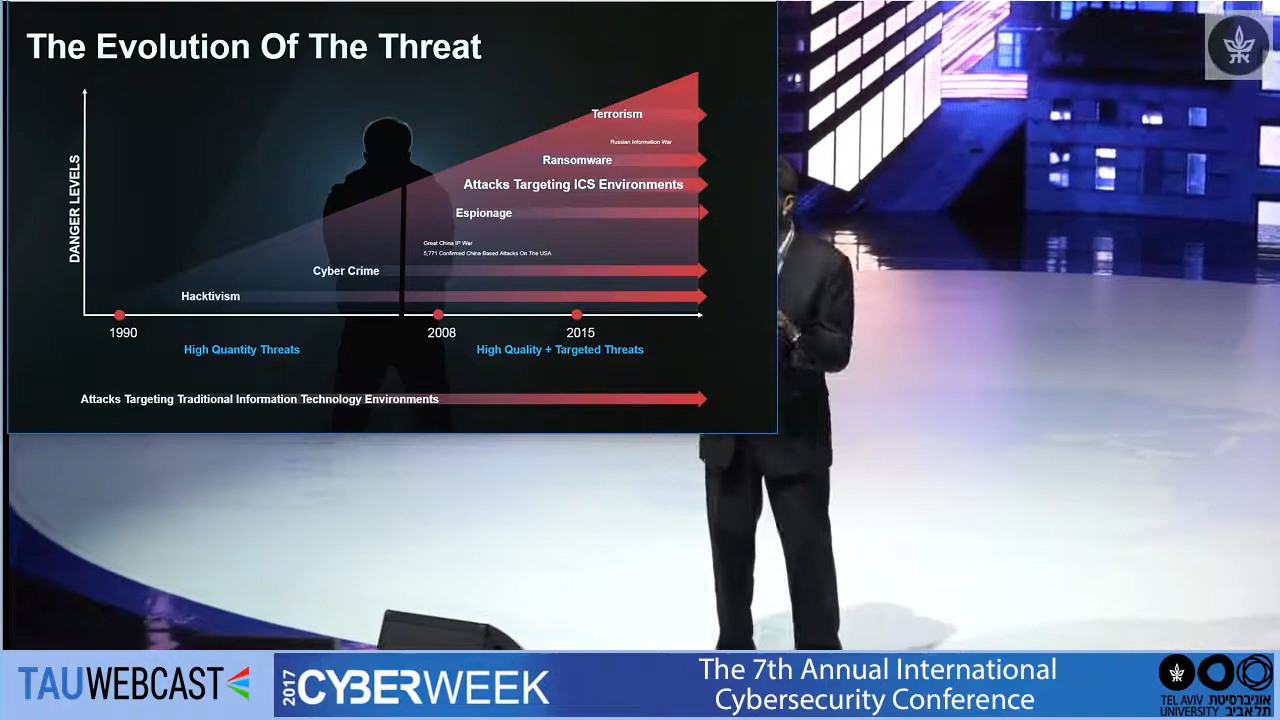 The Evolution Of The Threat
DANGER LEVELS
Terrorism
Russian Information War
Ransomware
Attacks Targeting ICS Environments
Espionage
Great China IP War
5,771 Confirmed China Based Attacks On The USA
Cyber Crime
Hacktivism
1990
2008
2015
High Quantity Threats
High Quality + Targeted Threats
Attacks Targeting Traditional Information Technology Environments
TAUWEBCAST
2017
CYBERWEEK
The 7th Annual International
Cybersecurity Conference
TEL AVIV אוניברסיטת
UNIVERSITY תל אביב